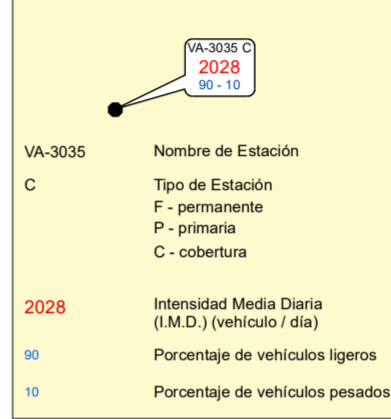 VA-3035 C
2028
90 - 10
VA-3035 Nombre de Estación
C Tipo de Estación
F - permanente
P - primaria
C - cobertura
2028 Intensidad Media Diaria
(I.M.D.) (vehículo / día)
90 Porcentaje de vehículos ligeros
10 Porcentaje de vehículos pesados